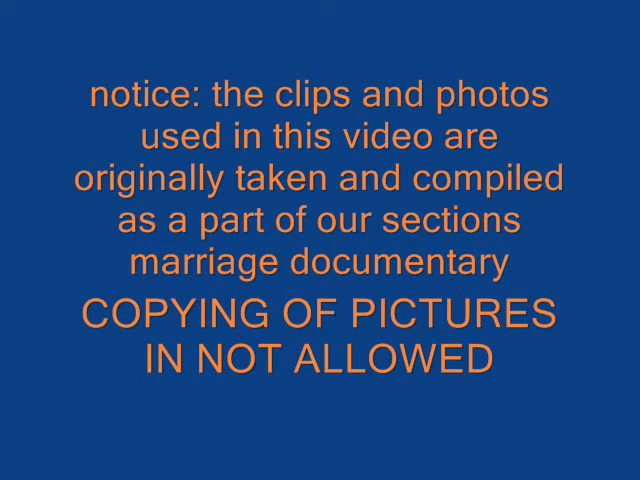 notice: the clips and photos
used in this video are
originally taken and compiled
as a part of our sections
marriage documentary
COPYING OF PICTURES
IN NOT ALLOWED